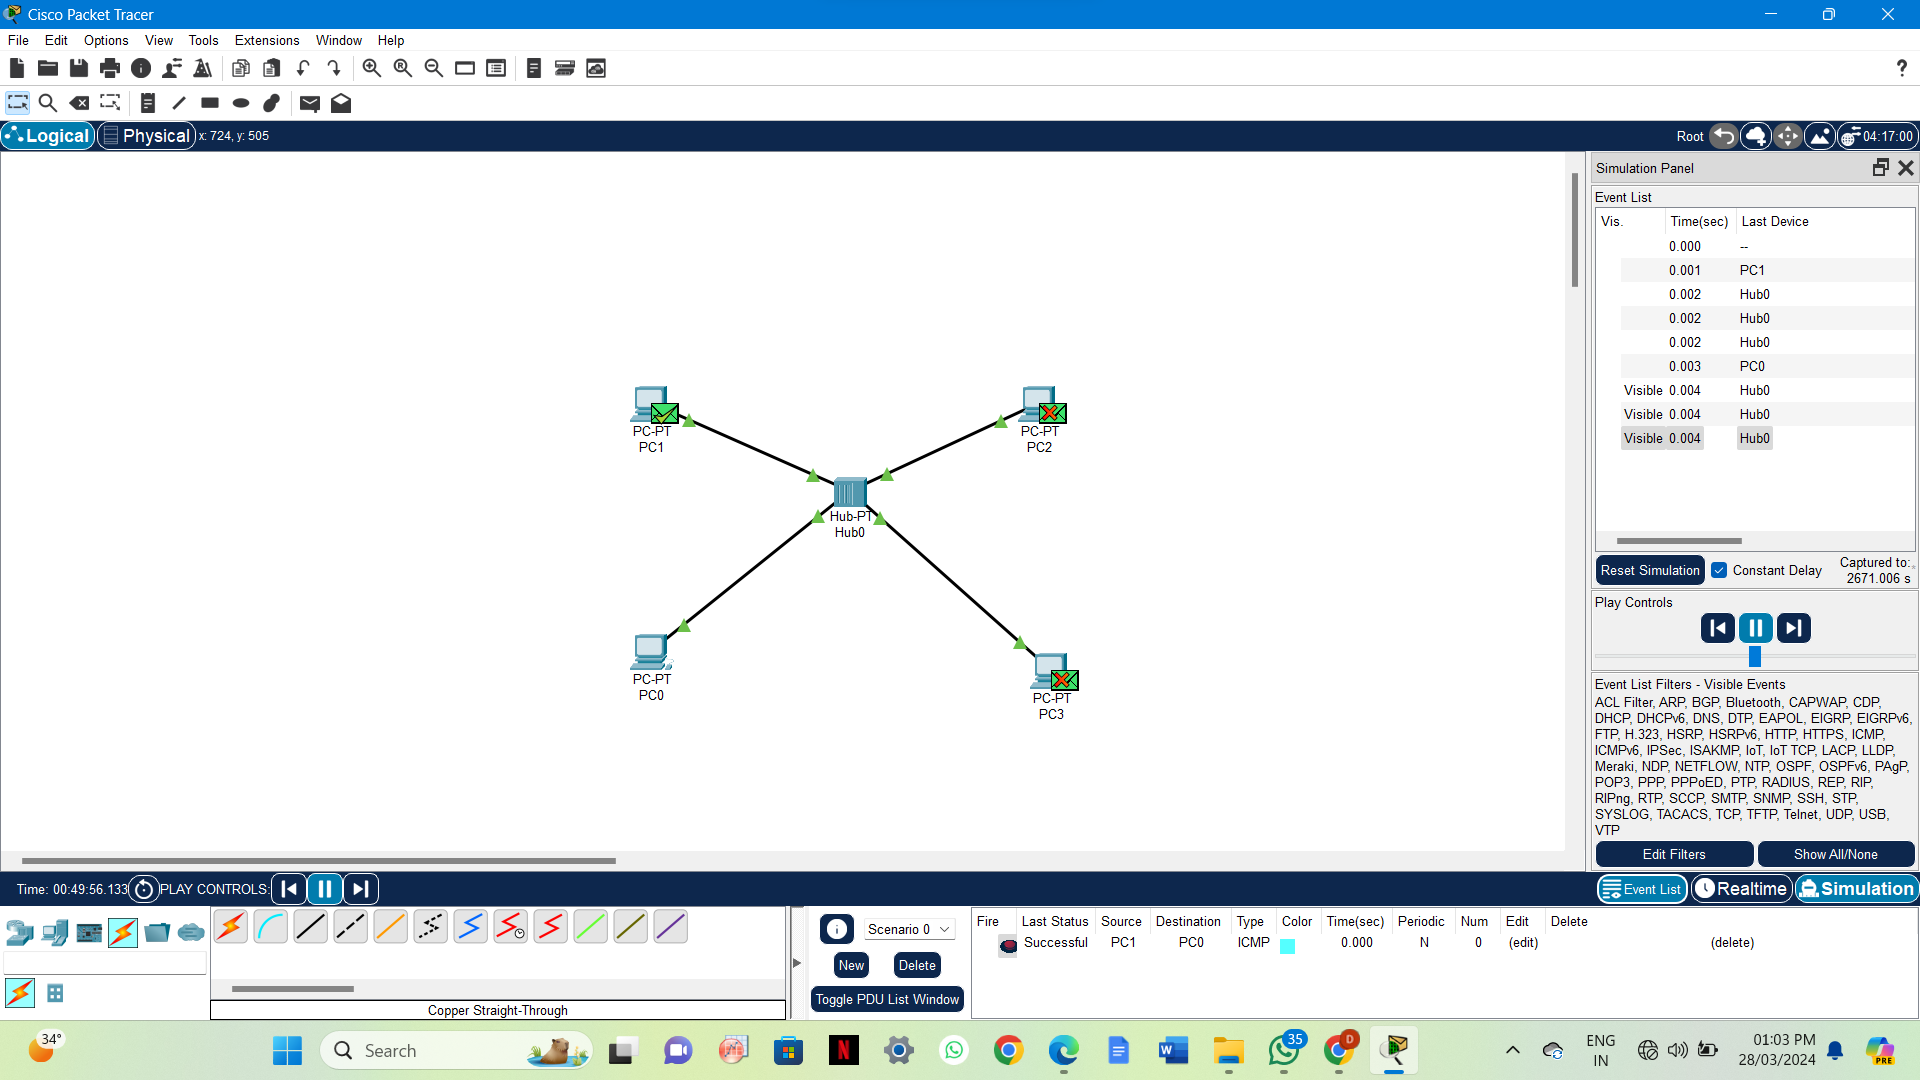 Cisco Packet Tracer
File Edit Options View Tools Extensions Window Help
?
Logical Physical x: 724, y: 505 Root 04:17:00
Simulation Panel
Event List
Vis. Time(sec) Last Device
0.000 --
0.001 PC1
0.002 Hub0
0.002 Hub0
0.002 Hub0
0.003 PC0
Visible 0.004 Hub0
Visible 0.004 Hub0
Visible 0.004 Hub0
PC-PT
PC1
PC-PT
PC2
Hub-PT
Hub0
PC-PT
PC0
PC-PT
PC3
Reset Simulation Constant Delay Captured to:
2671.006 s
Play Controls
Event List Filters - Visible Events
ACL Filter, ARP, BGP, Bluetooth, CAPWAP, CDP,
DHCP, DHCPv6, DNS, DTP, EAPOL, EIGRP, EIGRPv6,
FTP, H.323, HSRP, HSRPv6, HTTP, HTTPS, ICMP,
ICMPv6, IPSec, ISAKMP, IoT, IoT TCP, LACP, LLDP,
Meraki, NDP, NETFLOW, NTP, OSPF, OSPFv6, PAgP,
POP3, PPP, PPPoED, PTP, RADIUS, REP, RIP,
RIPng, RTP, SCCP, SMTP, SNMP, SSH, STP,
SYSLOG, TACACS, TCP, TFTP, Telnet, UDP, USB,
VTP
Edit Filters Show All/None
Time: 00:49:56.133 PLAY CONTROLS: Event List Realtime Simulation
Scenario 0
New Delete
Toggle PDU List Window
Fire Last Status Source Destination Type Color Time(sec) Periodic Num Edit Delete
Successful PC1 PC0 ICMP 0.000 N 0 (edit) (delete)
Copper Straight-Through
34° Search 35 D ENG
IN 01:03 PM
28/03/2024 PRE